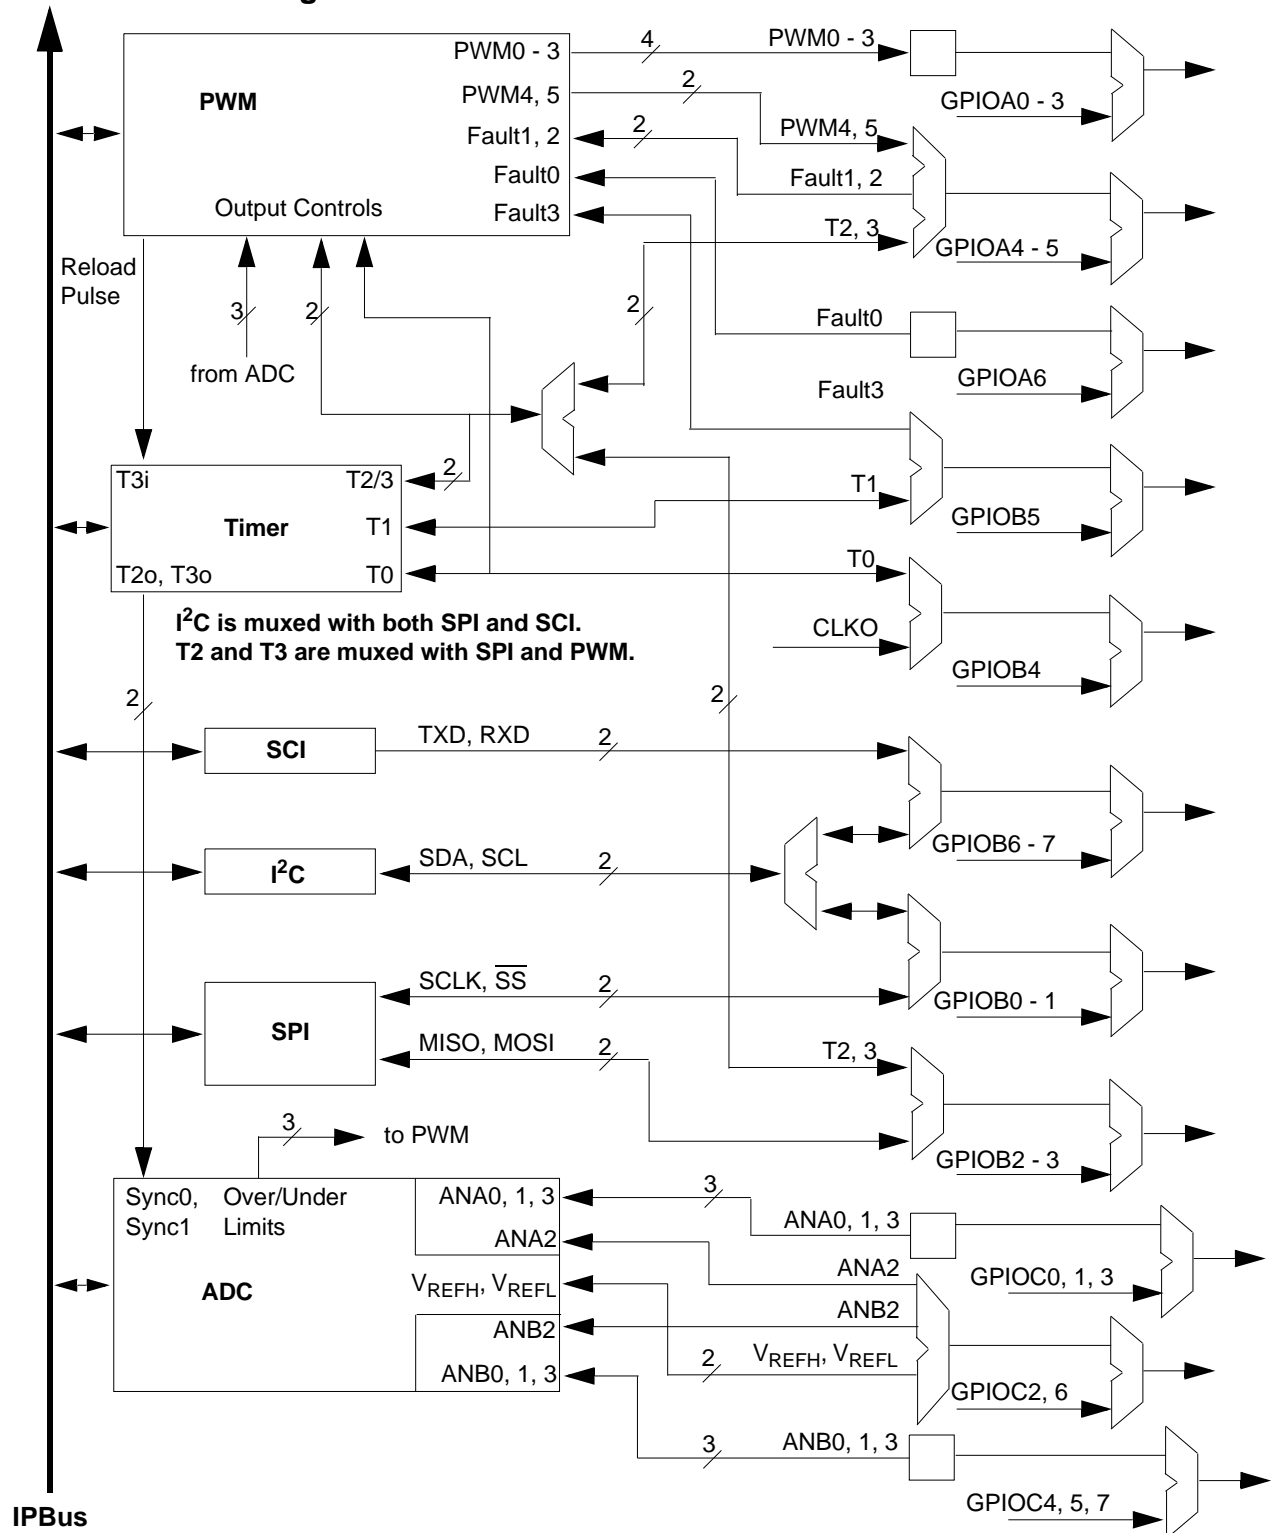 PWM
PWM0 - 3
PWM4, 5
Fault1, 2
Fault0
Fault3
Output Controls
4
PWM0 - 3
GPIOA0 - 3
2
PWM4, 5
2
Fault1, 2
T2, 3
GPIOA4 - 5
Reload
Pulse
3
2
from ADC
2
Fault0
GPIOA6
Fault3
T3i
T2/3
2
Timer
T1
T2o, T3o
T0
T1
GPIOB5
T0
CLKO
GPIOB4
I²C is muxed with both SPI and SCI.
T2 and T3 are muxed with SPI and PWM.
2
2
SCI
TXD, RXD
2
GPIOB6 - 7
I²C
SDA, SCL
2
SPI
SCLK, S̅S̅
2
GPIOB0 - 1
MISO, MOSI
2
T2, 3
GPIOB2 - 3
3
to PWM
Sync0,
Sync1
Over/Under
Limits
ADC
ANA0, 1, 3
ANA2
VREFH, VREFL
ANB2
ANB0, 1, 3
3
ANA0, 1, 3
GPIOC0, 1, 3
ANA2
ANB2
2
VREFH, VREFL
GPIOC2, 6
3
ANB0, 1, 3
GPIOC4, 5, 7
IPBus